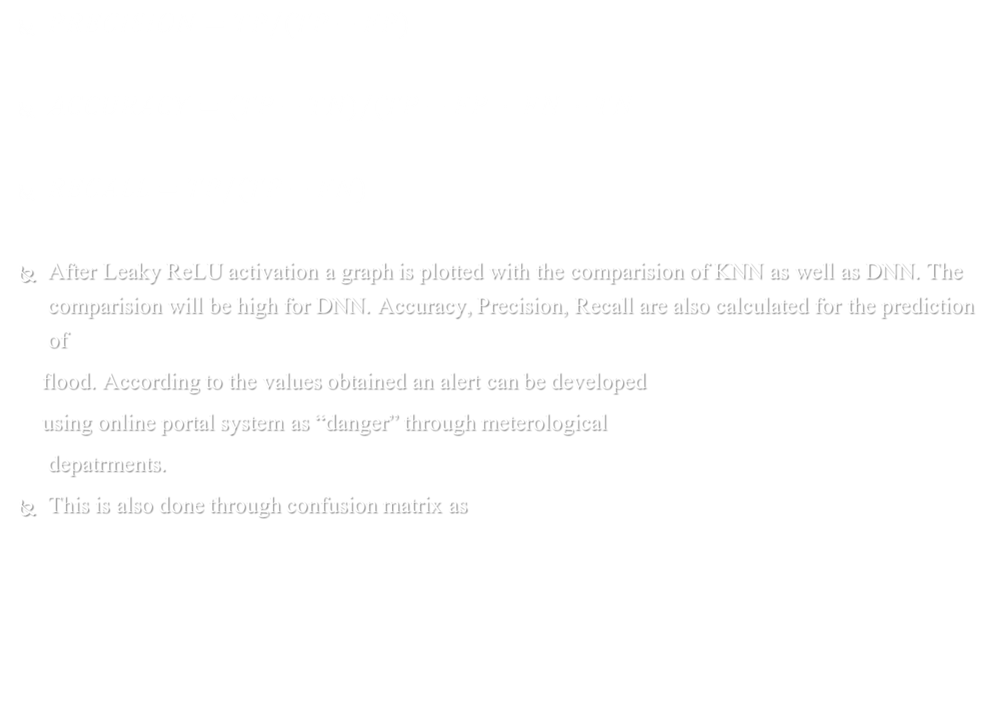 After Leaky ReLU activation a graph is plotted with the comparision of KNN as well as DNN. The
comparision will be high for DNN. Accuracy, Precision, Recall are also calculated for the prediction
of
flood. According to the values obtained an alert can be developed
using online portal system as “danger” through meterological
depatrments.
This is also done through confusion matrix as